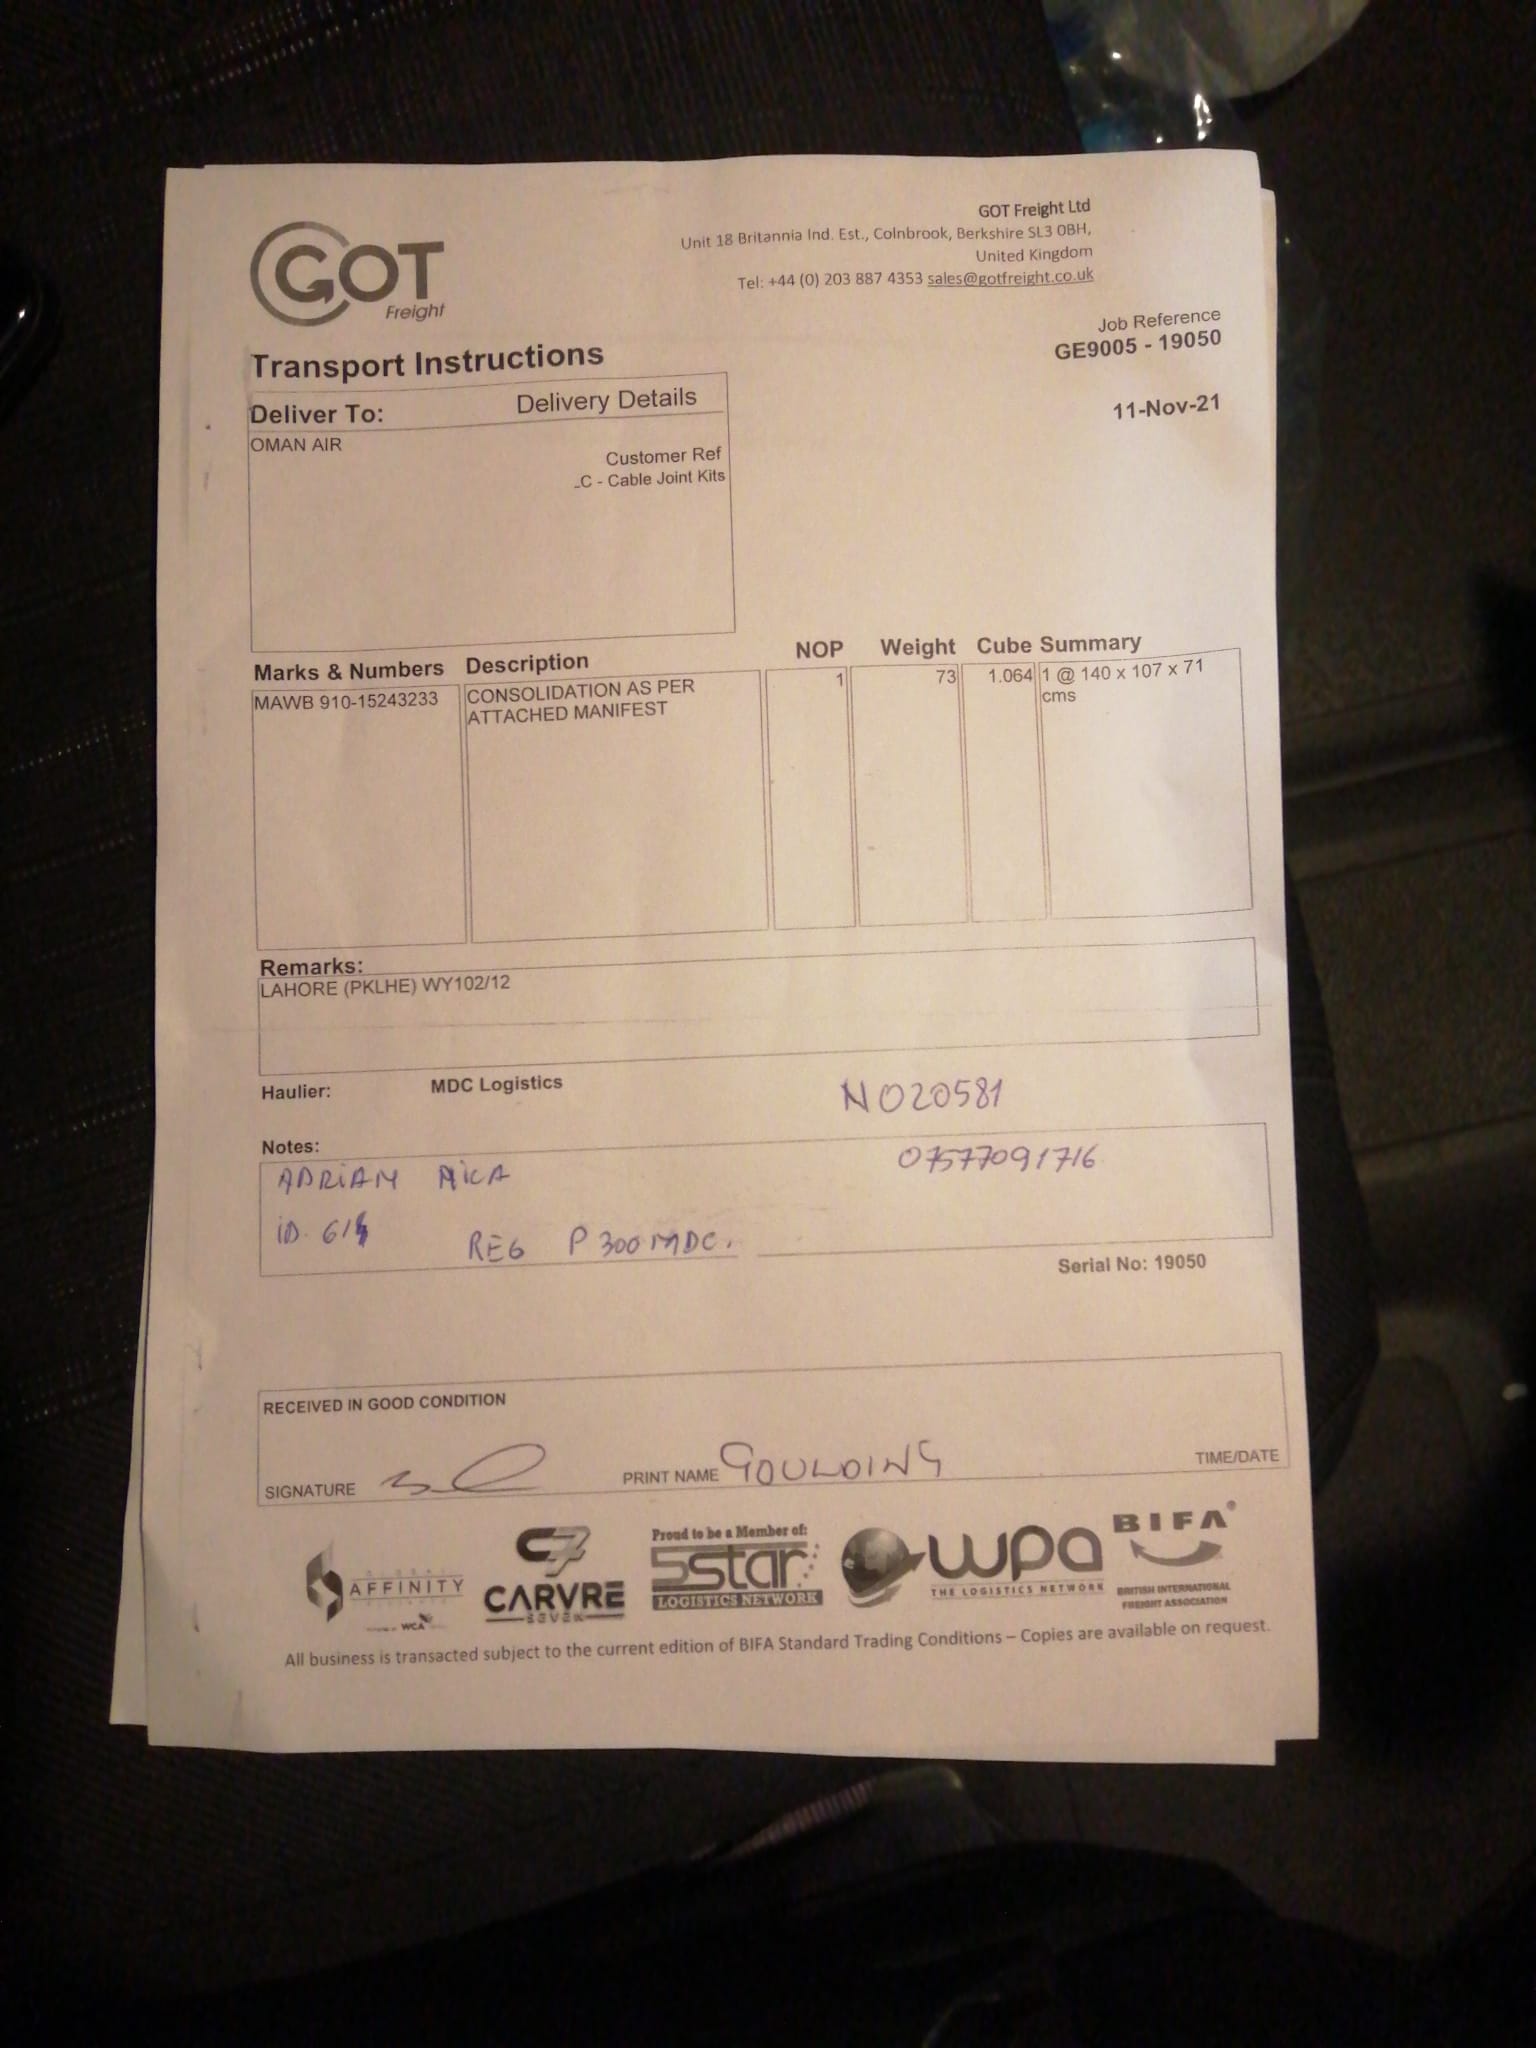 GOT
Freight
GOT Freight Ltd
Unit 18 Britannia Ind. Est., Colnbrook, Berkshire SL3 0BH,
United Kingdom
Tel: +44 (0) 203 887 4353 sales@gotfreight.co.uk
Job Reference
GE9005 - 19050
11-Nov-21
Transport Instructions
Deliver To: Delivery Details
OMAN AIR
Customer Ref
_C - Cable Joint Kits
Marks & Numbers Description NOP Weight Cube Summary
MAWB 910-15243233 CONSOLIDATION AS PER 1 73 1.064 1 @ 140 x 107 x 71
ATTACHED MANIFEST cms
Remarks:
LAHORE (PKLHE) WY102/12
Haulier: MDC Logistics NO20581
Notes:
ADRIAN 07577091716
ID
REG P300MDC.
Serial No: 19050
RECEIVED IN GOOD CONDITION
SIGNATURE PRINT NAME GOULDING TIME/DATE
AFFINITY
WCA
C7
CARVRE
SEVEN
Proud to be a Member of:
5star
LOGISTICS NETWORK
wpa
THE LOGISTICS NETWORK
BIFA
BRITISH INTERNATIONAL
FREIGHT ASSOCIATION
All business is transacted subject to the current edition of BIFA Standard Trading Conditions – Copies are available on request.